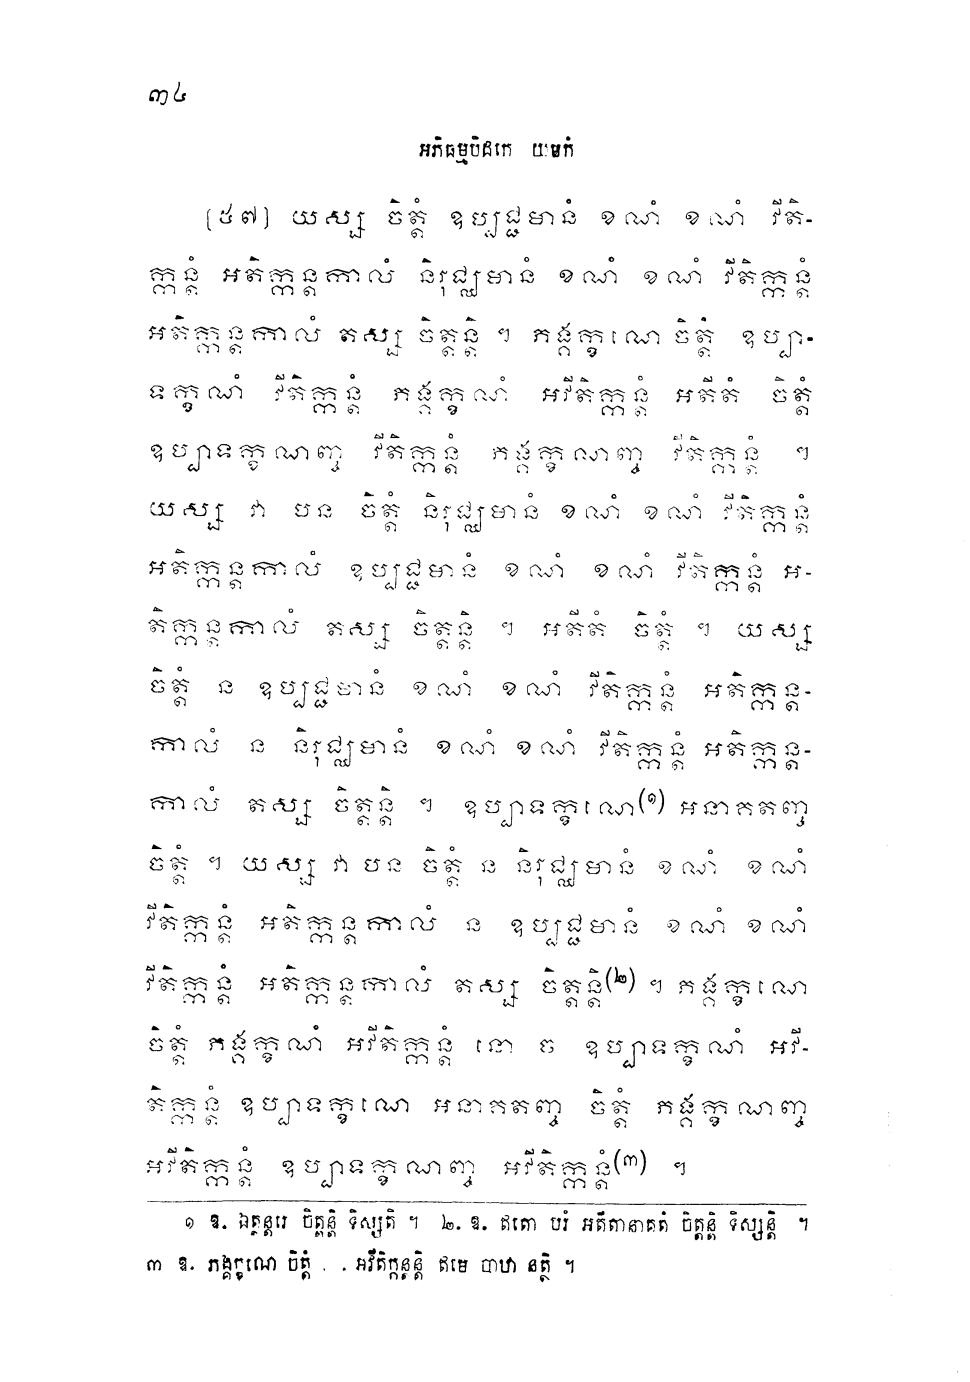 ៣៤
អភិធម្មបិដកេ យមកំ
(៥៧) យស្ស ចិត្តំ ឧប្បជ្ជមានំ ខណំ ខណំ វីតិ-
ក្កន្តំ អតិក្កន្តកាលំ និរុជ្ឈមានំ ខណំ ខណំ វីតិក្កន្តំ
អតិក្កន្តកាលំ តស្ស ចិត្តន្តិ ។ ភង្គក្ខណេ ចិត្តំ ឧប្បា-
ទក្ខណំ វីតិក្កន្តំ ភង្គក្ខណំ អវីតិក្កន្តំ អតីតំ ចិត្តំ
ឧប្បាទក្ខណញ្ច វីតិក្កន្តំ ភង្គក្ខណញ្ច វីតិក្កន្តំ ។
យស្ស វា បន ចិត្តំ និរុជ្ឈមានំ ខណំ ខណំ វីតិក្កន្តំ
អតិក្កន្តកាលំ ឧប្បជ្ជមានំ ខណំ ខណំ វីតិក្កន្តំ អ-
តិក្កន្តកាលំ តស្ស ចិត្តន្តិ ។ អតីតំ ចិត្តំ ។ យស្ស
ចិត្តំ ន ឧប្បជ្ជមានំ ខណំ ខណំ វីតិក្កន្តំ អតិក្កន្ត-
កាលំ ន និរុជ្ឈមានំ ខណំ ខណំ វីតិក្កន្តំ អតិក្កន្ត-
កាលំ តស្ស ចិត្តន្តិ ។ ឧប្បាទក្ខណេ(១) អនាគតញ្ច
ចិត្តំ ។ យស្ស វា បន ចិត្តំ ន និរុជ្ឈមានំ ខណំ ខណំ
វីតិក្កន្តំ អតិក្កន្តកាលំ ន ឧប្បជ្ជមានំ ខណំ ខណំ
វីតិក្កន្តំ អតិក្កន្តកាលំ តស្ស ចិត្តន្តិ(២) ។ ភង្គក្ខណេ
ចិត្តំ ភង្គក្ខណំ អវីតិក្កន្តំ នោ ច ឧប្បាទក្ខណំ អវី-
តិក្កន្តំ ឧប្បាទក្ខណេ អនាគតញ្ច ចិត្តំ ភង្គក្ខណញ្ច
អវីតិក្កន្តំ ឧប្បាទក្ខណញ្ច អវីតិក្កន្តំ(៣) ។
១ ឧ. ឯត្ថន្តរេ ចិត្តន្តិ ទិស្សតិ ។ ២. ឧ. ឥតោ បរំ អតីតានាគតំ ចិត្តន្តិ ទិស្សន្តិ ។
៣ ឧ. ភង្គក្ខណេ ចិត្តំ . . អវីតិក្កន្តន្តិ ឥមេ បាឋា នត្ថិ ។